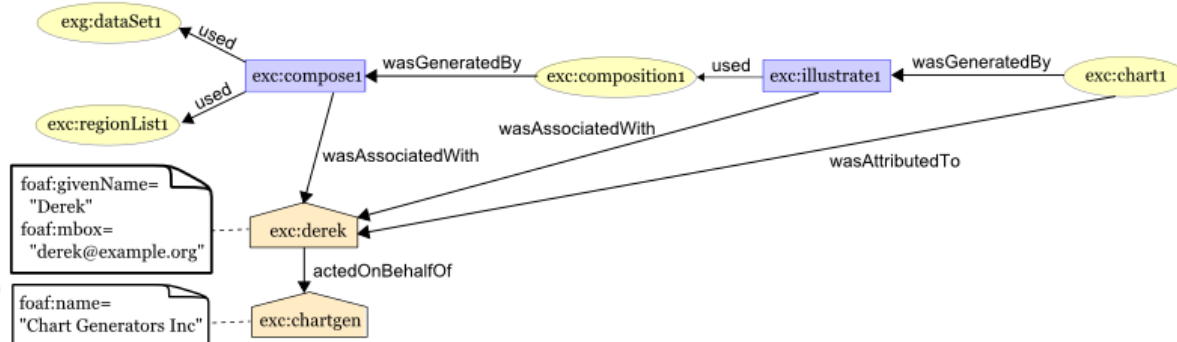 exg:dataSet1
used
exc:compose1
wasGeneratedBy
exc:composition1
used
exc:illustrate1
wasGeneratedBy
exc:chart1
used
exc:regionList1
wasAssociatedWith
wasAssociatedWith
wasAttributedTo
foaf:givenName=
"Derek"
foaf:mbox=
"derek@example.org"
exc:derek
actedOnBehalfOf
foaf:name=
"Chart Generators Inc"
exc:chartgen